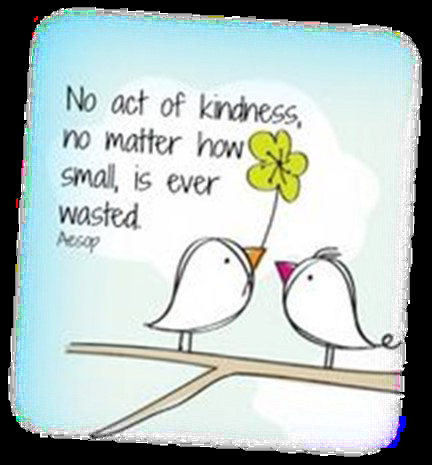 No act of kindness,
no matter how
small, is ever
wasted.
Aesop